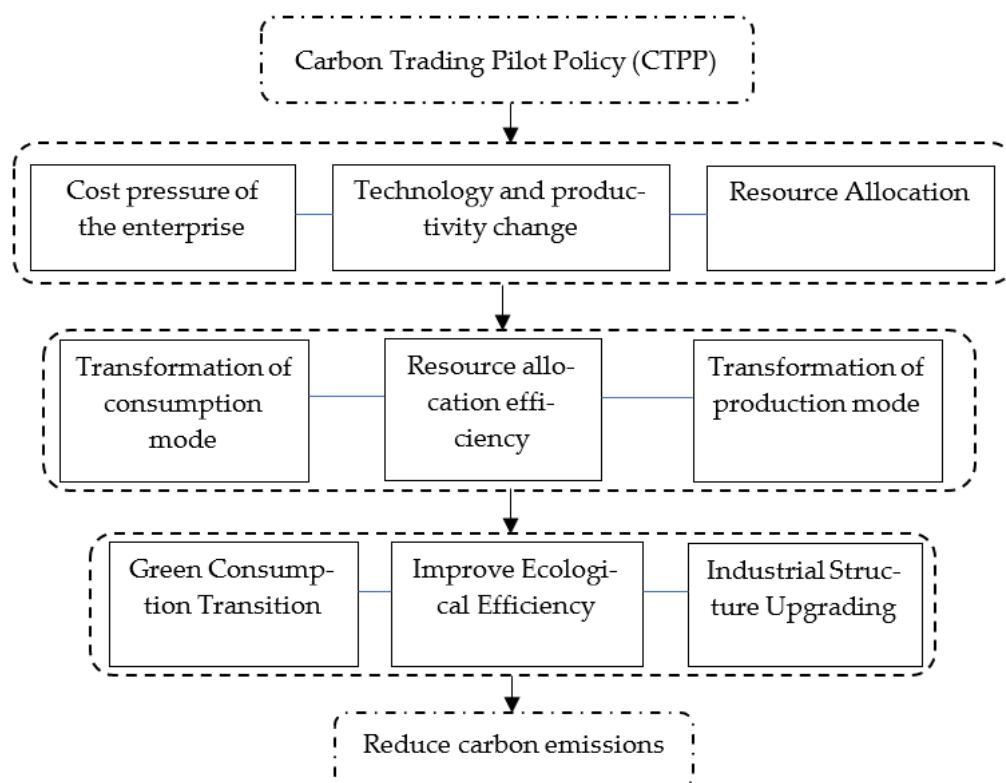 Carbon Trading Pilot Policy (CTPP)
Cost pressure of
the enterprise
Technology and produc-
tivity change
Resource Allocation
Transformation of
consumption
mode
Resource allo-
cation effi-
ciency
Transformation of
production mode
Green Consump-
tion Transition
Improve Ecologi-
cal Efficiency
Industrial Struc-
ture Upgrading
Reduce carbon emissions